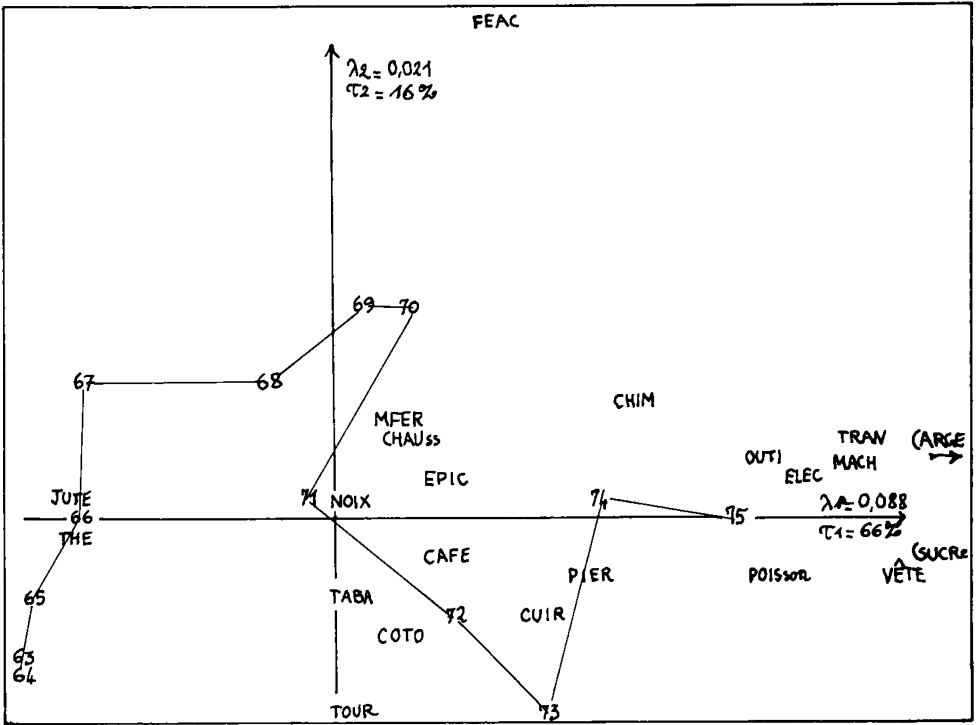 FEAC
λ2 = 0,021
τ2 = 16 %
69 70
67 68
CHIM
MFER
CHAUSS
TRAN (ARGE
OUTI MACH
EPIC ELEC
JUTE 71 NOIX 74
66 75 λ1 = 0,088
THE τ1 = 66%
CAFE (SUCRE
PIER POISSON VÊTE
65 TABA
72 CUIR
COTO
63
64
TOUR 73